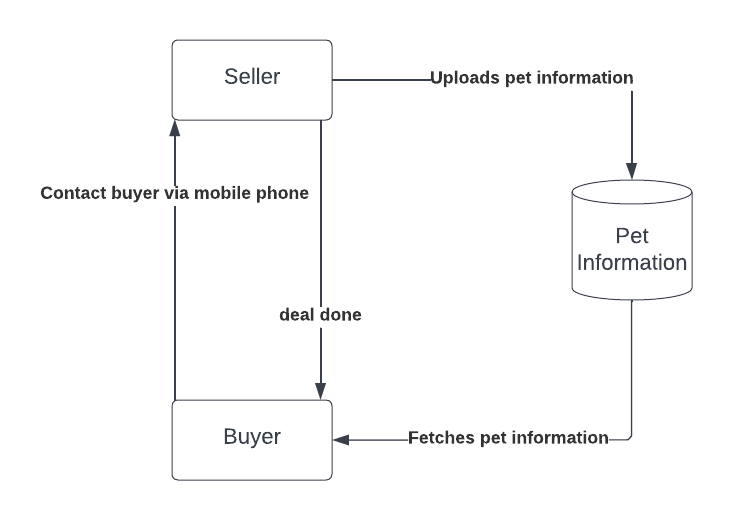 Seller
Uploads pet information
Contact buyer via mobile phone
Pet
Information
deal done
Buyer
Fetches pet information